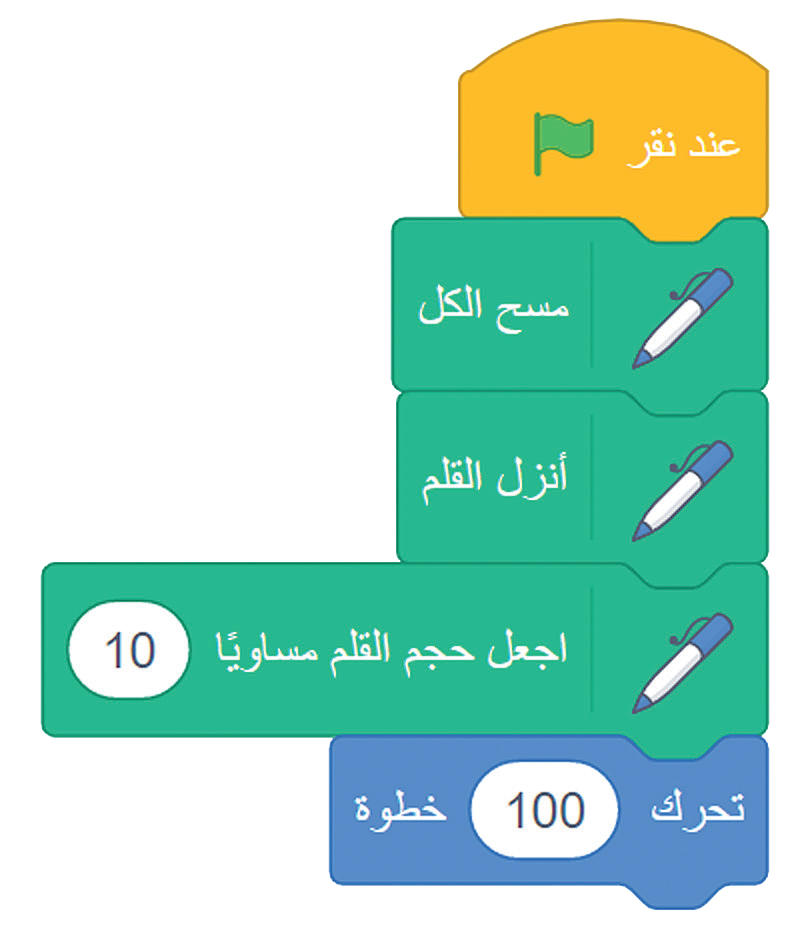 عند نقر
مسح الكل
أنزل القلم
اجعل حجم القلم مساويًا 10
تحرك 100 خطوة